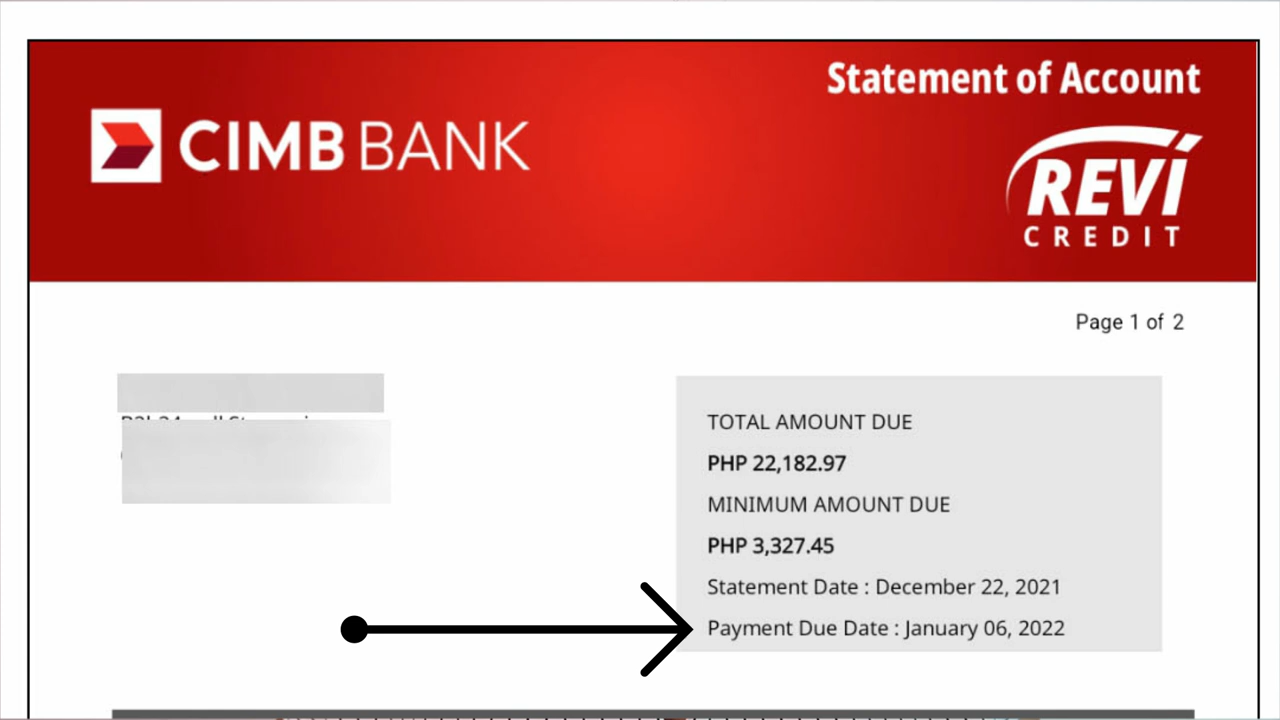 Statement of Account
CIMB BANK
REVI
CREDIT
Page 1 of 2
TOTAL AMOUNT DUE
PHP 22,182.97
MINIMUM AMOUNT DUE
PHP 3,327.45
Statement Date : December 22, 2021
Payment Due Date : January 06, 2022